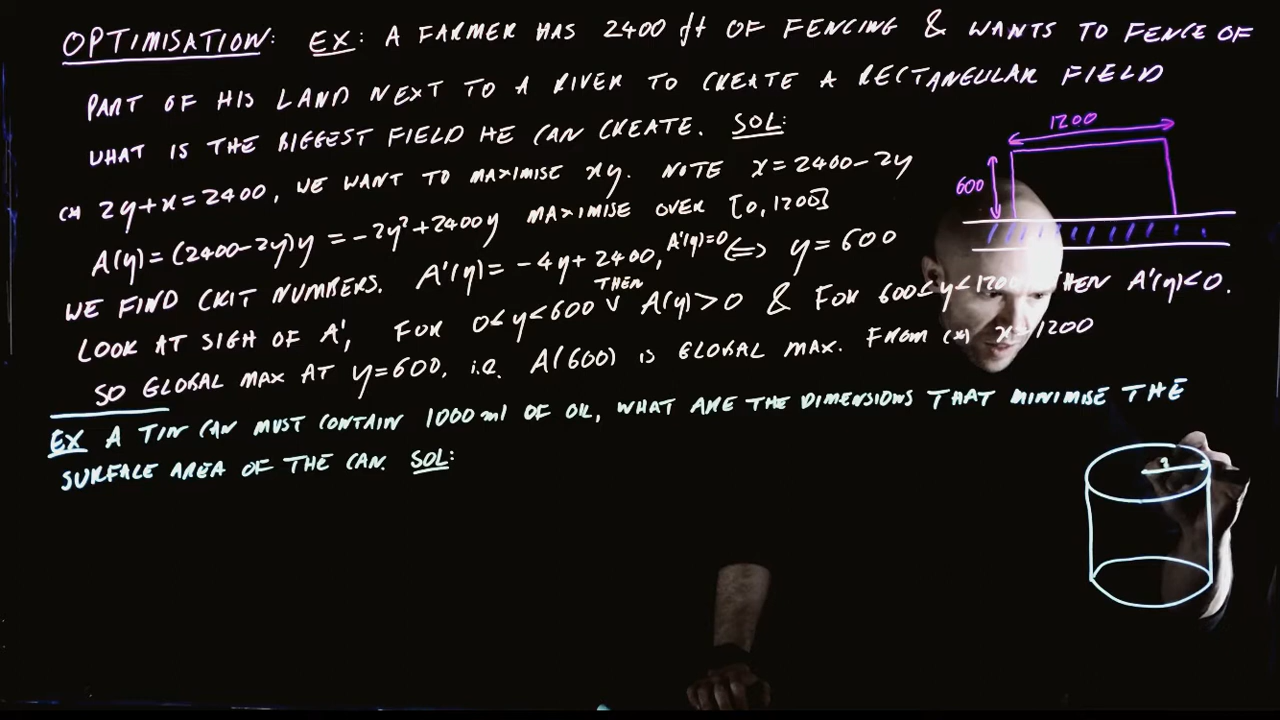 OPTIMISATION: EX: A FARMER HAS 2400 ft OF FENCING & WANTS TO FENCE OF
PART OF HIS LAND NEXT TO A RIVER TO CREATE A RECTANGULAR FIELD
WHAT IS THE BIGGEST FIELD HE CAN CREATE. SOL:
1200
600
(*) 2y+x=2400, WE WANT TO MAXIMISE xy. NOTE x=2400-2y
A(y)=(2400-2y)y=-2y²+2400y MAXIMISE OVER [0,1200]
WE FIND CRIT NUMBERS. A'(y)=-4y+2400, A'(y)=0 ⟺ y=600
LOOK AT SIGN OF A', FOR 0<y<600 THEN A(y)>0 & FOR 600<y<1200 THEN A'(y)<0.
SO GLOBAL MAX AT y=600, i.e. A(600) IS GLOBAL MAX. FROM (*) x=1200
EX A TIN CAN MUST CONTAIN 1000ml OF OIL, WHAT ARE THE DIMENSIONS THAT MINIMISE THE
SURFACE AREA OF THE CAN. SOL: